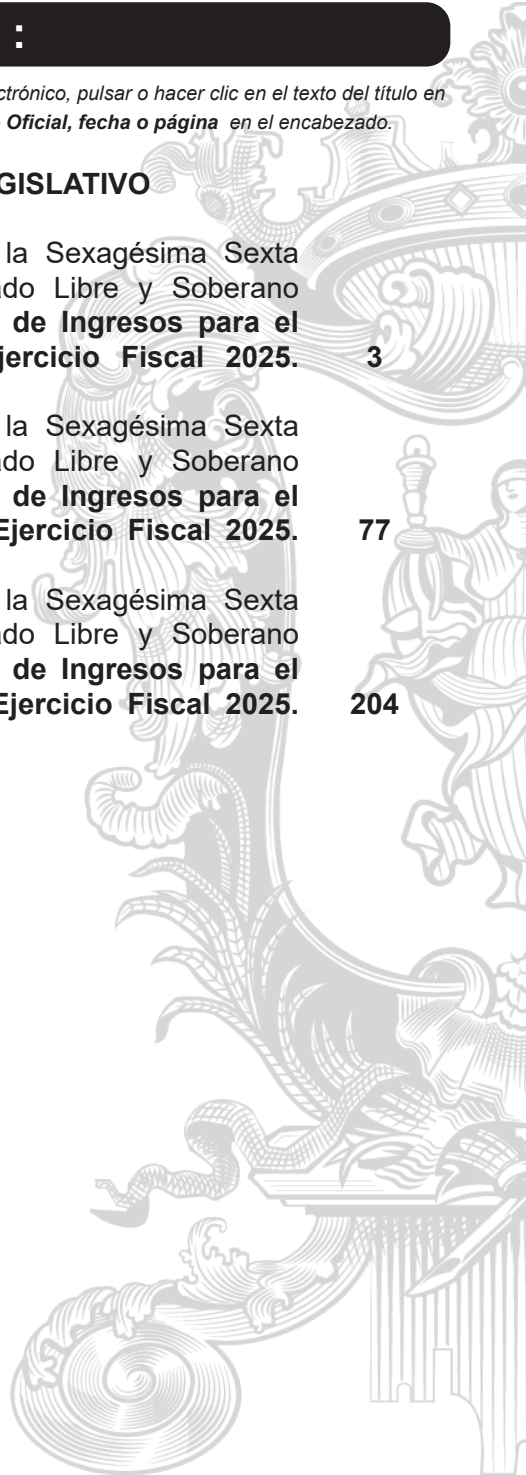 :
ctrónico, pulsar o hacer clic en el texto del título en
Oficial, fecha o página en el encabezado.
GISLATIVO
la Sexagésima Sexta
ado Libre y Soberano
de Ingresos para el
jercicio Fiscal 2025. 3
la Sexagésima Sexta
ado Libre y Soberano
de Ingresos para el
Ejercicio Fiscal 2025. 77
la Sexagésima Sexta
ado Libre y Soberano
de Ingresos para el
Ejercicio Fiscal 2025. 204